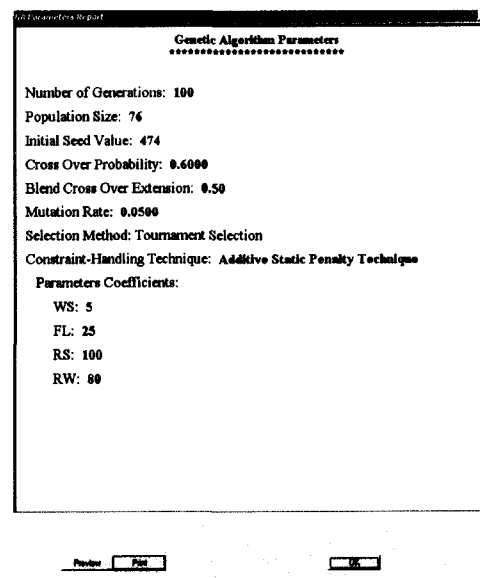 GA Parameters Report
Genetic Algorithm Parameters
****************************
Number of Generations: 100
Population Size: 76
Initial Seed Value: 474
Cross Over Probability: 0.6000
Blend Cross Over Extension: 0.50
Mutation Rate: 0.0500
Selection Method: Tournament Selection
Constraint-Handling Technique: Additive Static Penalty Technique
Parameters Coefficients:
WS: 5
FL: 25
RS: 100
RW: 80
Preview Print OK